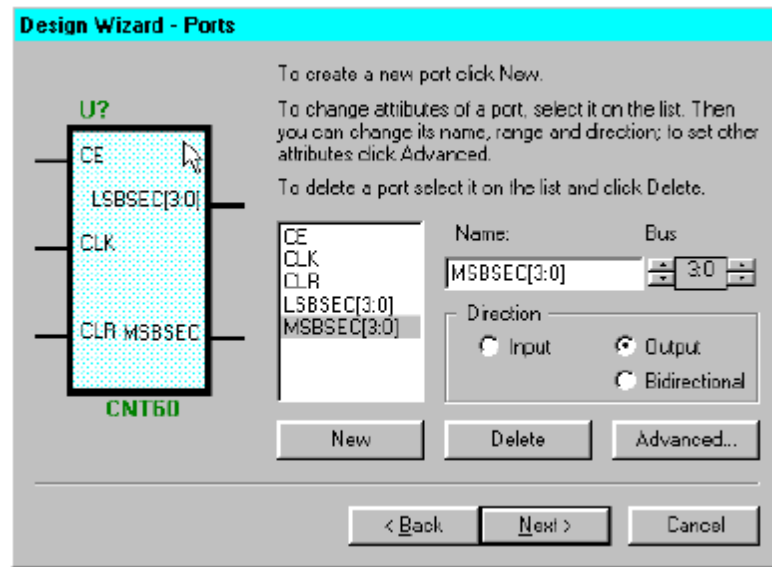 Design Wizard - Ports
To create a new port click New.
To change attributes of a port, select it on the list. Then
you can change its name, range and direction; to set other
attributes click Advanced.
To delete a port select it on the list and click Delete.
U?
CE
LSBSEC[3:0]
CLK
CLR MSBSEC
CNT60
CE
CLK
CLR
LSBSEC[3:0]
MSBSEC[3:0]
Name: Bus
MSBSEC[3:0] 3:0
Direction
Input Output
Bidirectional
New Delete Advanced...
< Back Next > Cancel